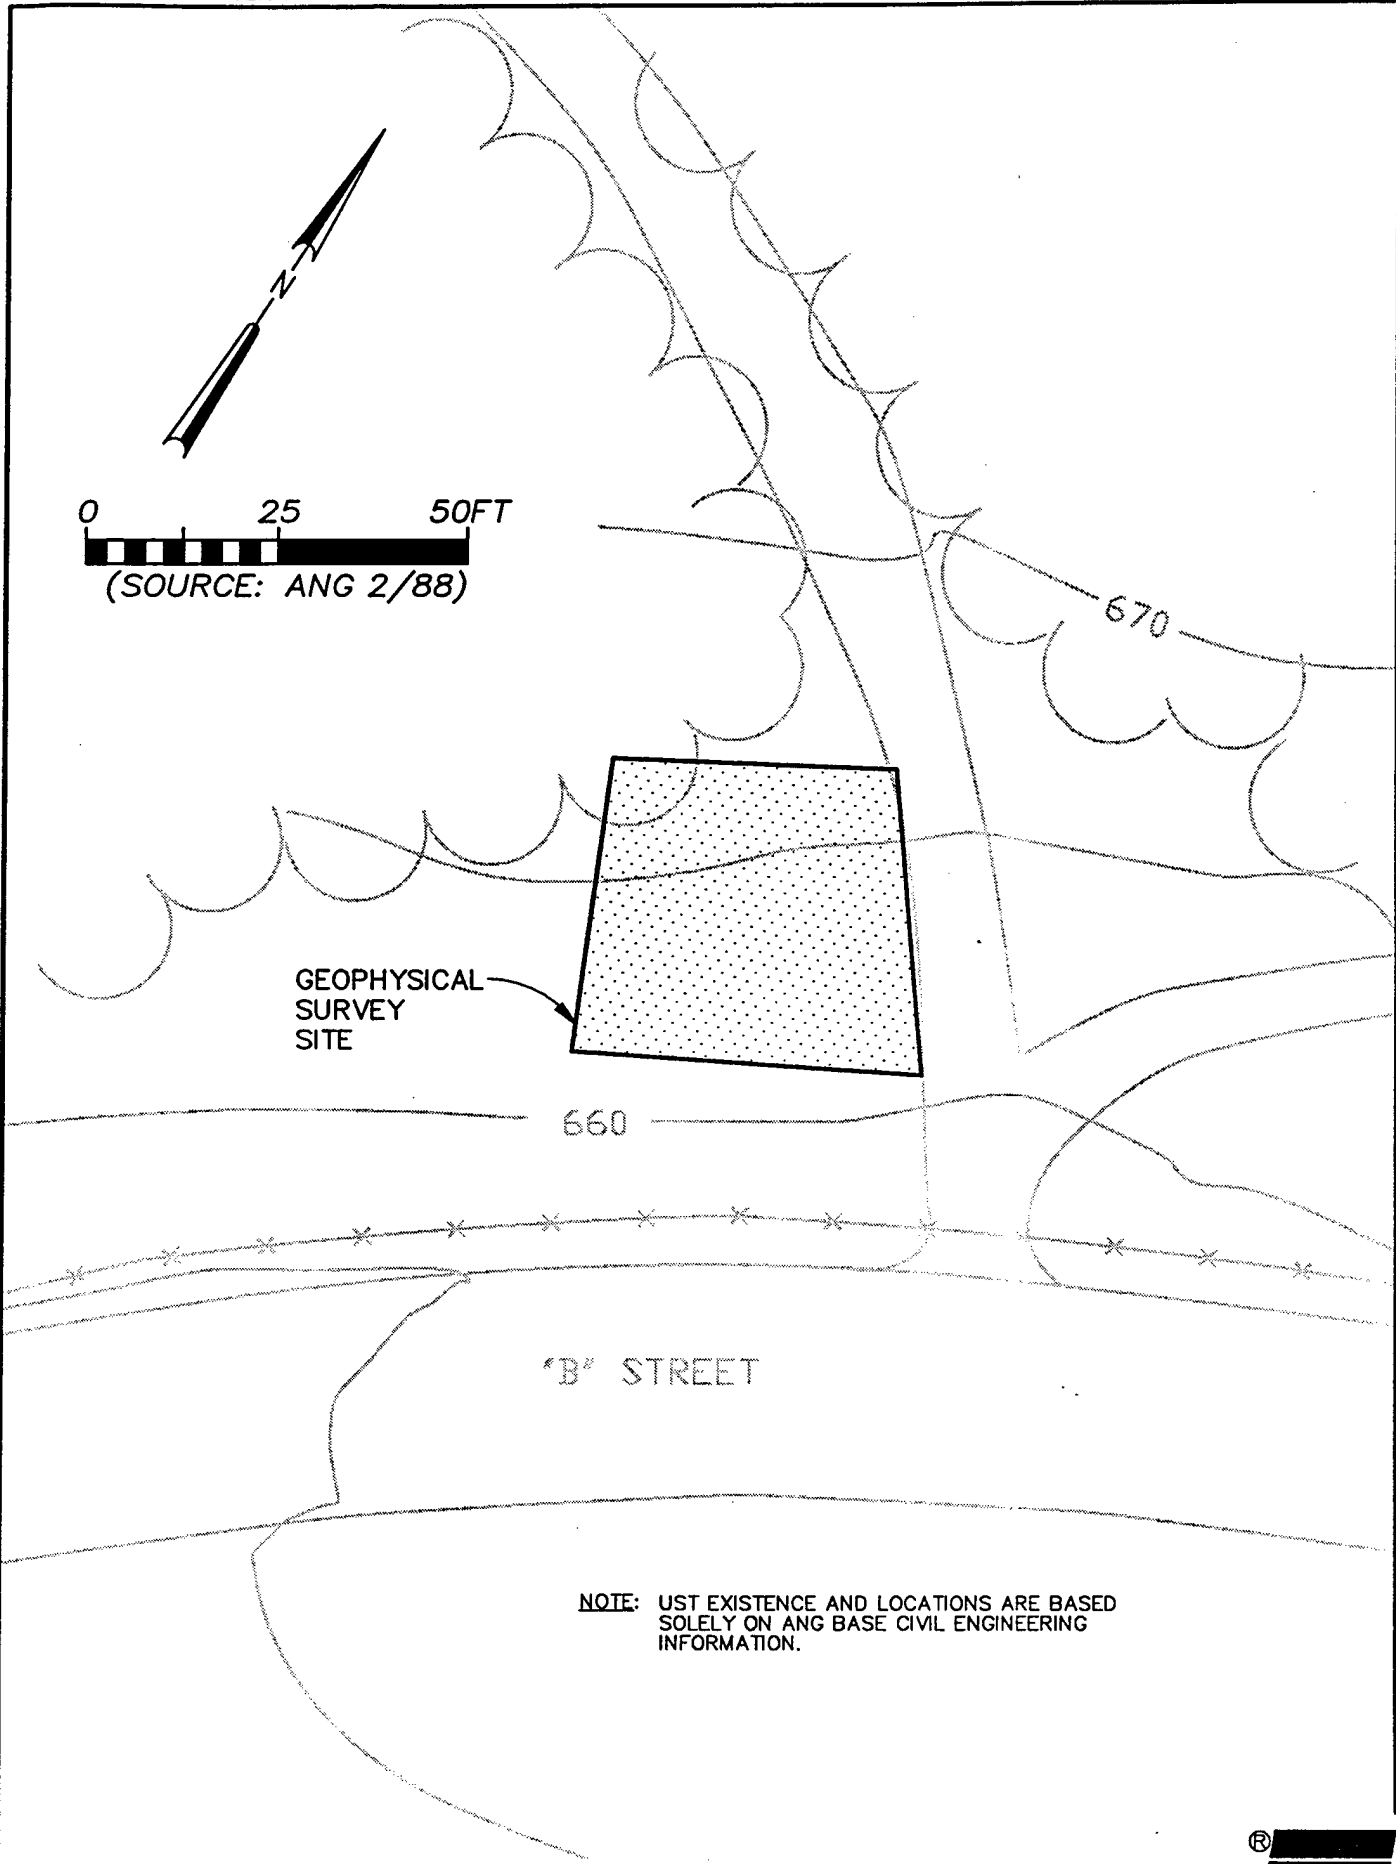 N
0 25 50FT
(SOURCE: ANG 2/88)
670
GEOPHYSICAL
SURVEY
SITE
660
"B" STREET
NOTE: UST EXISTENCE AND LOCATIONS ARE BASED
SOLELY ON ANG BASE CIVIL ENGINEERING
INFORMATION.
®